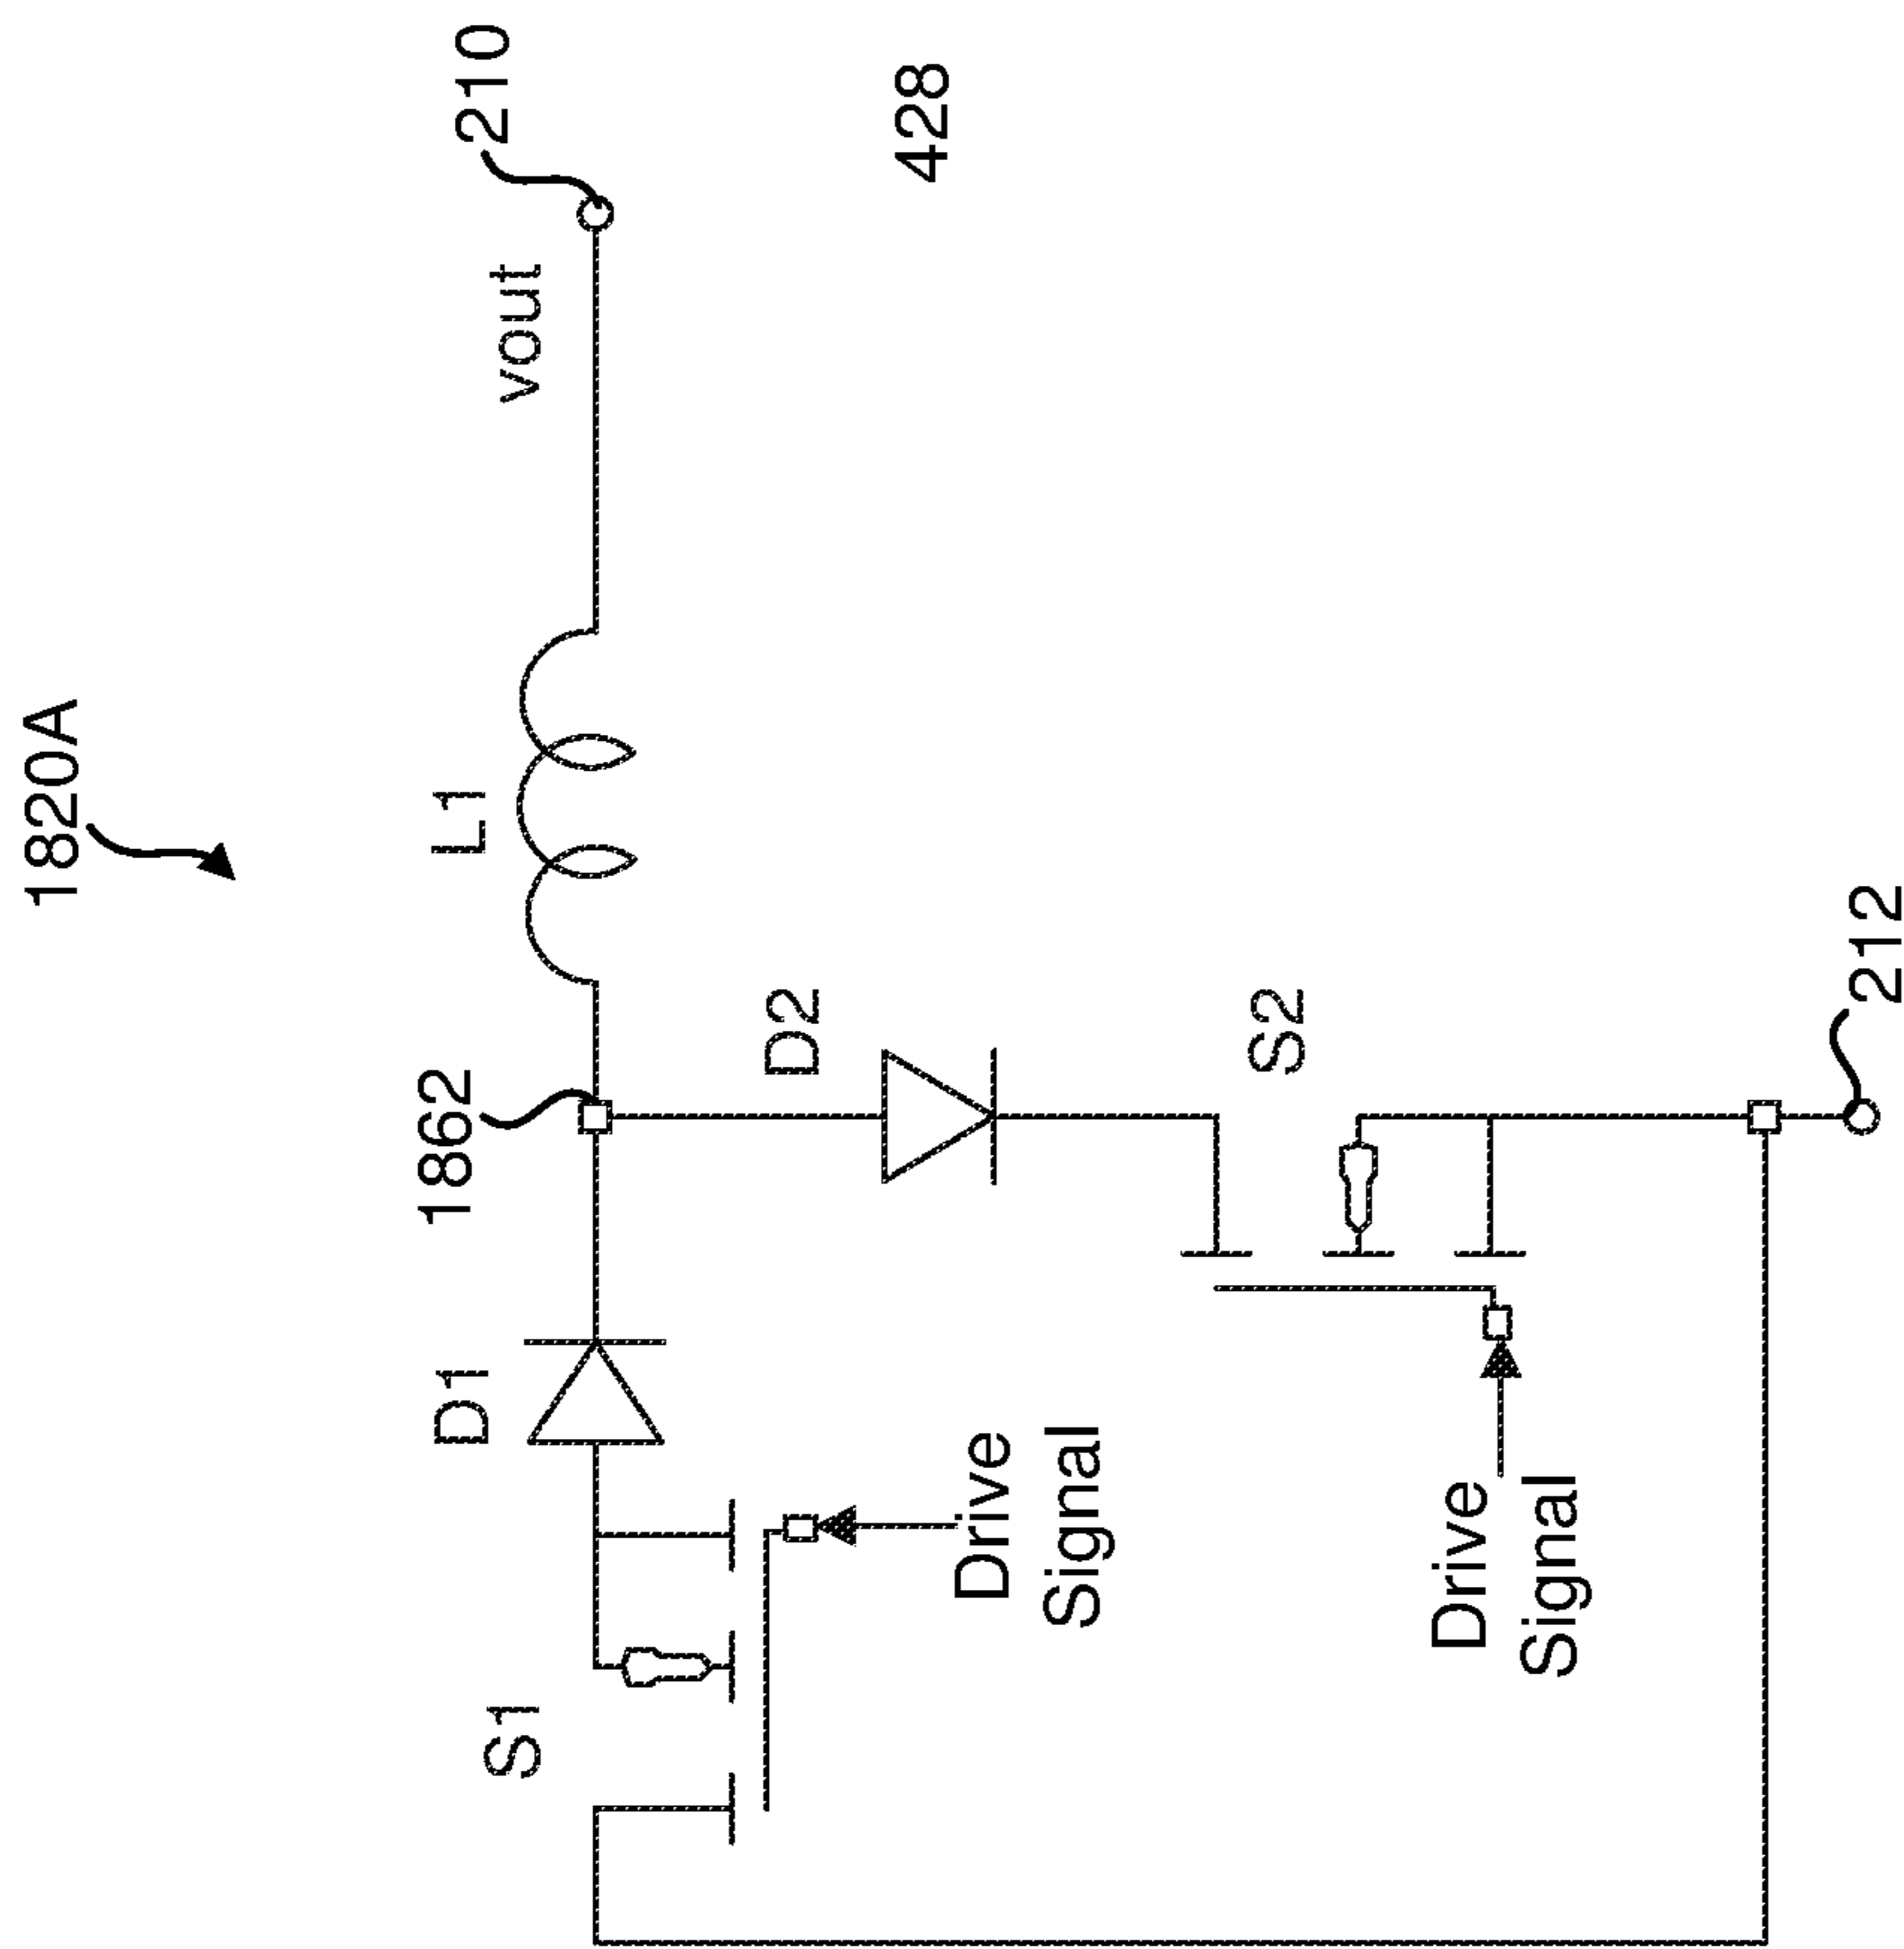 1820A
210
vout
L1
1862
D1
S1
428
D2
S2
Drive
Signal
Drive
Signal
212